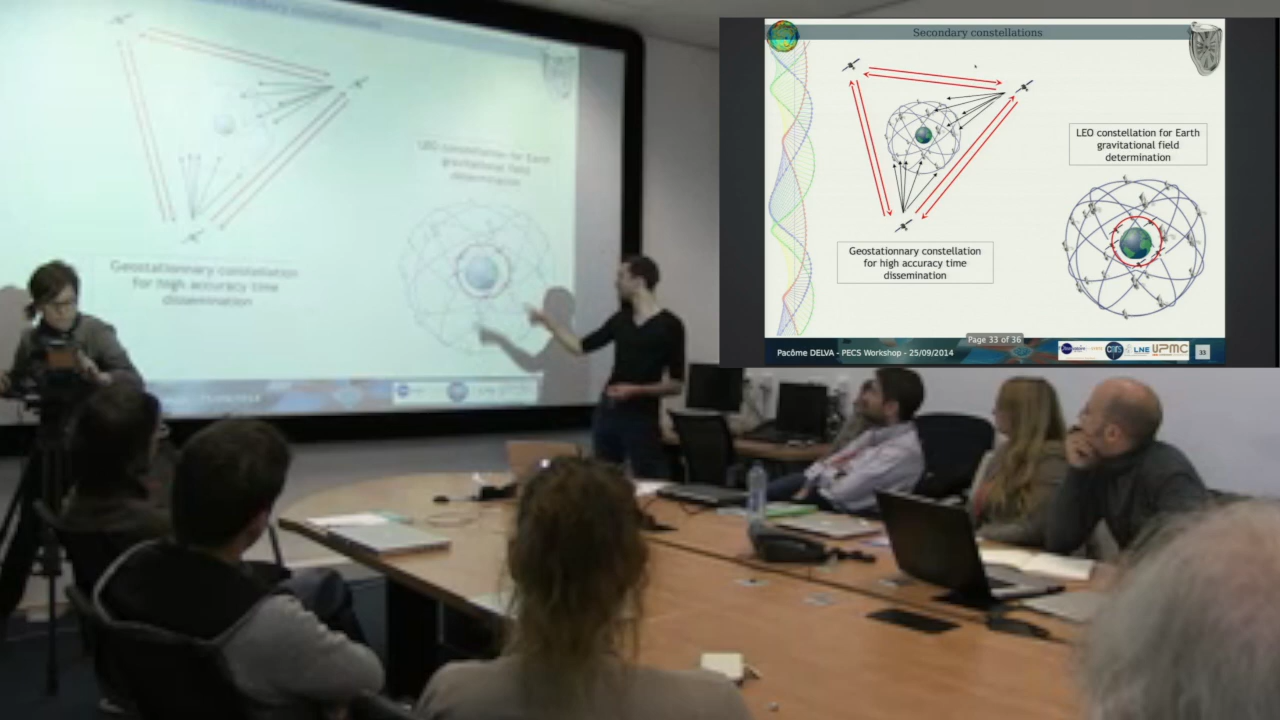 Secondary constellations
LEO constellation for Earth
gravitational field
determination
Geostationnary constellation
for high accuracy time
dissemination
Page 33 of 36
Pacôme DELVA - PECS Workshop - 25/09/2014
LNE
UPMC
33
LEO constellation for Earth
gravitational field
determination
Geostationnary constellation
for high accuracy time
dissemination